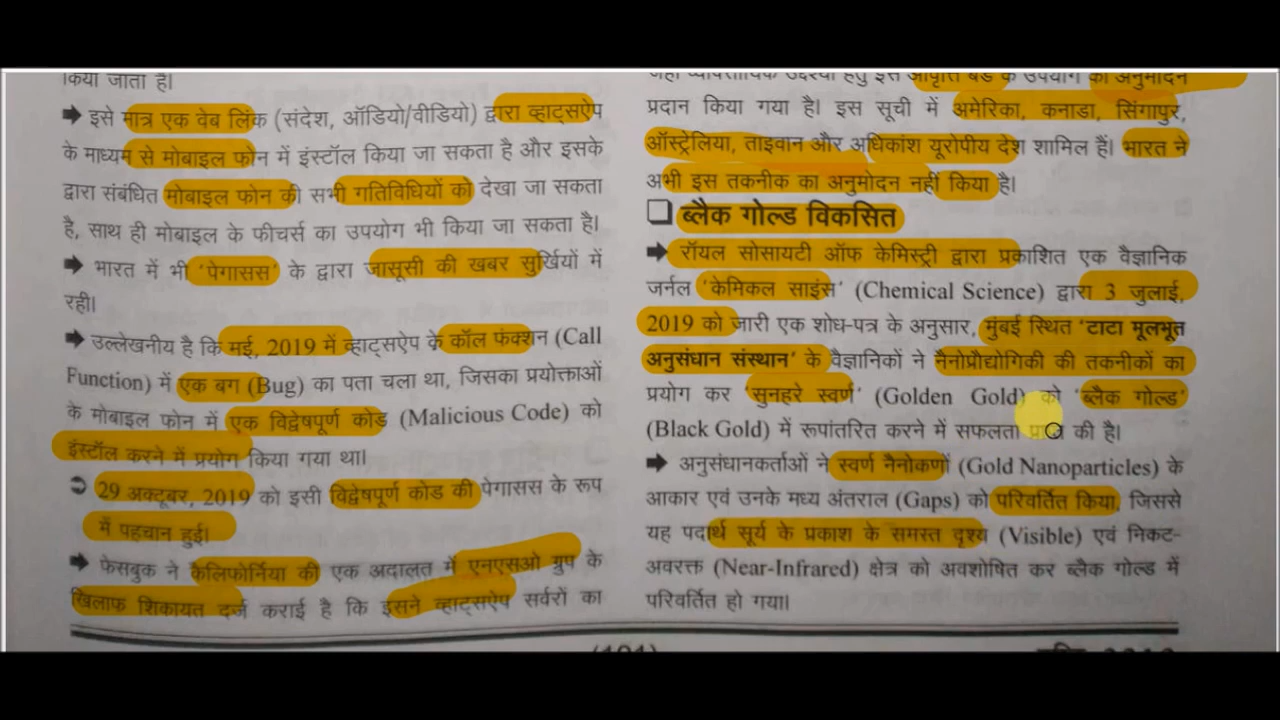 किया जाता है।
➡ इसे मात्र एक वेब लिंक (संदेश, ऑडियो/वीडियो) द्वारा व्हाट्सऐप
के माध्यम से मोबाइल फोन में इंस्टॉल किया जा सकता है और इसके
द्वारा संबंधित मोबाइल फोन की सभी गतिविधियों को देखा जा सकता
है, साथ ही मोबाइल के फीचर्स का उपयोग भी किया जा सकता है।
➡ भारत में भी 'पेगासस' के द्वारा जासूसी की खबर सुर्खियों में
रही।
➡ उल्लेखनीय है कि मई, 2019 में व्हाट्सऐप के कॉल फंक्शन (Call
Function) में एक बग (Bug) का पता चला था, जिसका प्रयोक्ताओं
के मोबाइल फोन में एक विद्वेषपूर्ण कोड (Malicious Code) को
इंस्टॉल करने में प्रयोग किया गया था।
➲ 29 अक्टूबर, 2019 को इसी विद्वेषपूर्ण कोड की पेगासस के रूप
में पहचान हुई।
➡ फेसबुक ने कैलिफोर्निया की एक अदालत में एनएसओ ग्रुप के
खिलाफ शिकायत दर्ज कराई है कि इसने व्हाट्सऐप सर्वरों का
उद्देश्यों हेतु इस आवृत्ति बैंड के उपयोग का अनुमोदन
प्रदान किया गया है। इस सूची में अमेरिका, कनाडा, सिंगापुर,
ऑस्ट्रेलिया, ताइवान और अधिकांश यूरोपीय देश शामिल हैं। भारत ने
अभी इस तकनीक का अनुमोदन नहीं किया है।
❑ ब्लैक गोल्ड विकसित
➡ रॉयल सोसायटी ऑफ केमिस्ट्री द्वारा प्रकाशित एक वैज्ञानिक
जर्नल 'केमिकल साइंस' (Chemical Science) द्वारा 3 जुलाई,
2019 को जारी एक शोध-पत्र के अनुसार, मुंबई स्थित 'टाटा मूलभूत
अनुसंधान संस्थान' के वैज्ञानिकों ने नैनोप्रौद्योगिकी की तकनीकों का
प्रयोग कर 'सुनहरे स्वर्ण' (Golden Gold) को 'ब्लैक गोल्ड'
(Black Gold) में रूपांतरित करने में सफलता प्राप्त की है।
➡ अनुसंधानकर्ताओं ने स्वर्ण नैनोकणों (Gold Nanoparticles) के
आकार एवं उनके मध्य अंतराल (Gaps) को परिवर्तित किया, जिससे
यह पदार्थ सूर्य के प्रकाश के समस्त दृश्य (Visible) एवं निकट-
अवरक्त (Near-Infrared) क्षेत्र को अवशोषित कर ब्लैक गोल्ड में
परिवर्तित हो गया।